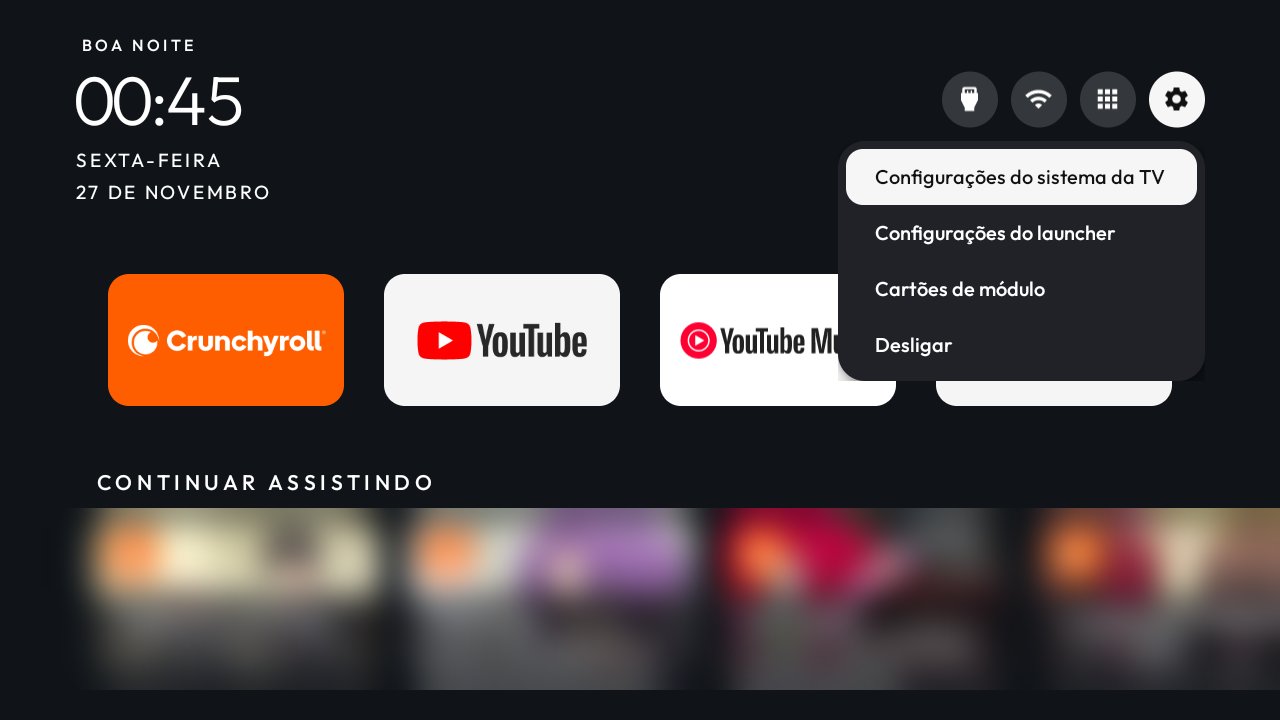 BOA NOITE
00:45
SEXTA-FEIRA
27 DE NOVEMBRO
Configurações do sistema da TV
Configurações do launcher
Cartões de módulo
Desligar
Crunchyroll
YouTube
YouTube Mu
CONTINUAR ASSISTINDO